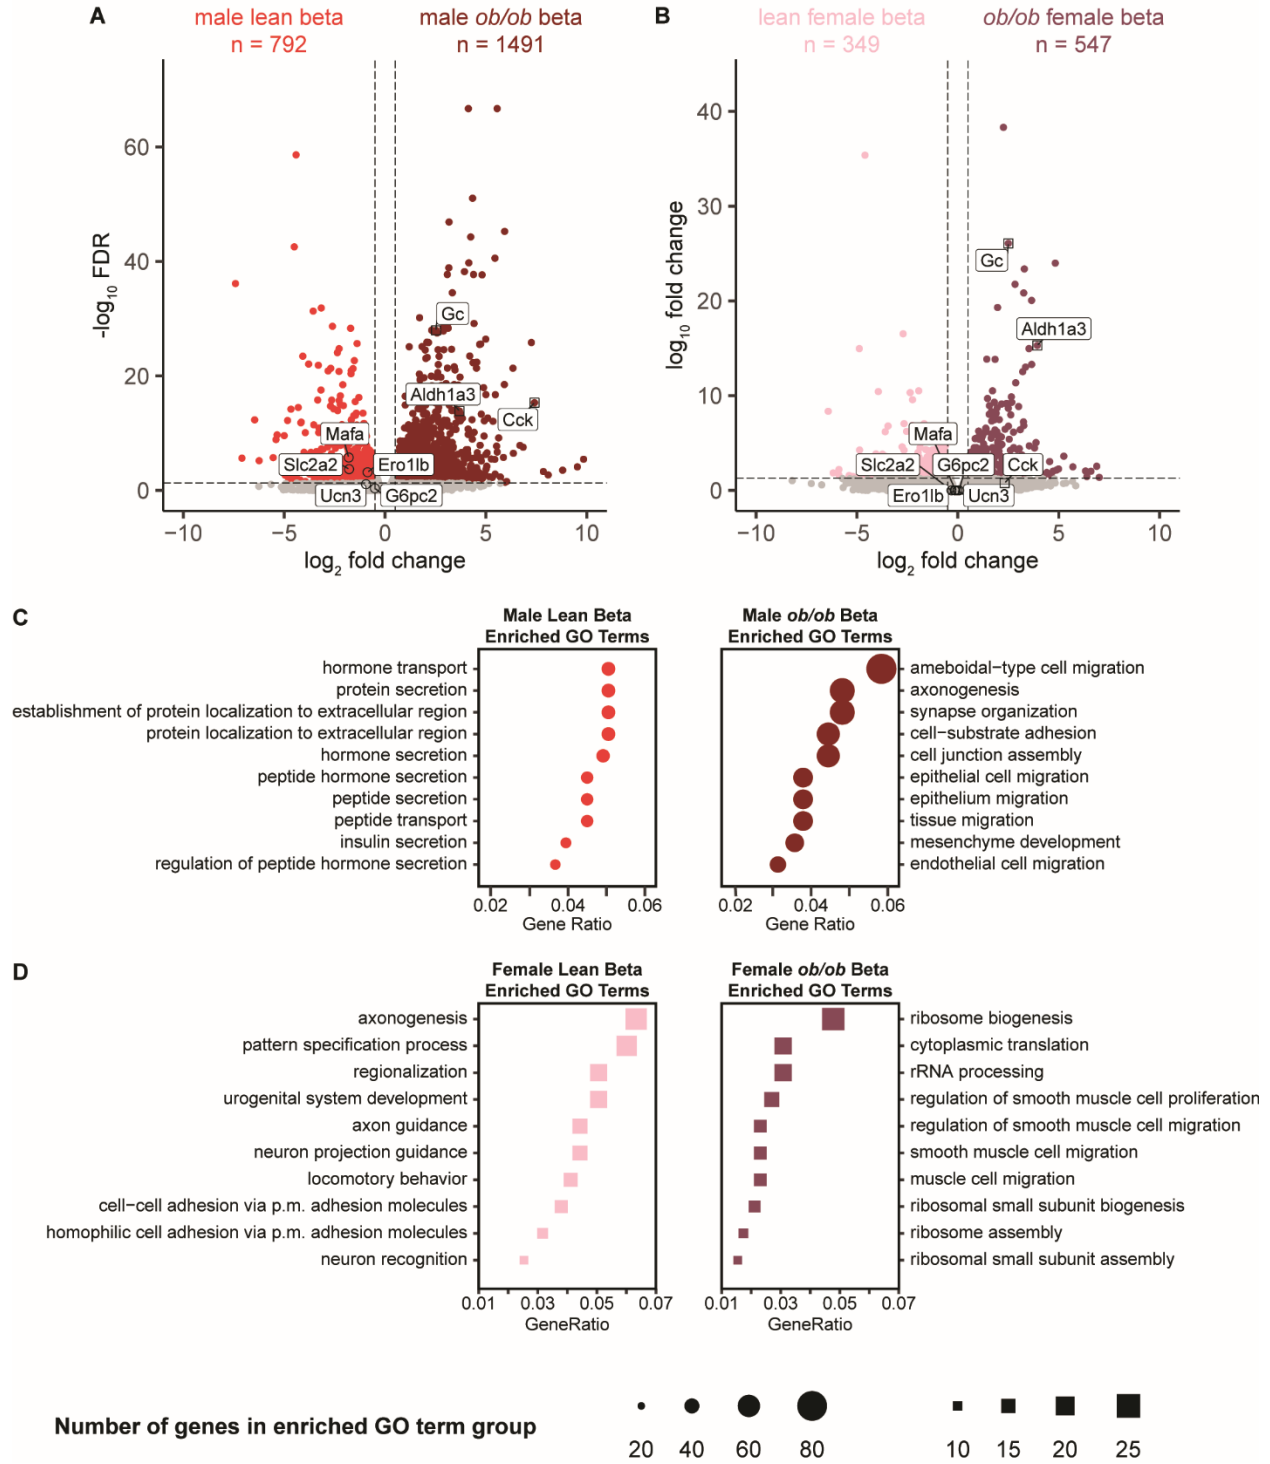 A
male lean beta
n = 792
male ob/ob beta
n = 1491
-log10 FDR
60
40
20
0
Gc
Aldh1a3
Cck
Mafa
Slc2a2
Ero1lb
Ucn3
G6pc2
−10
−5
0
5
10
log2 fold change
B
lean female beta
n = 349
ob/ob female beta
n = 547
log10 fold change
40
30
20
10
0
Gc
Aldh1a3
Mafa
Slc2a2
G6pc2
Cck
Ero1lb
Ucn3
−10
−5
0
5
10
log2 fold change
C
Male Lean Beta
Enriched GO Terms
hormone transport
protein secretion
establishment of protein localization to extracellular region
protein localization to extracellular region
hormone secretion
peptide hormone secretion
peptide secretion
peptide transport
insulin secretion
regulation of peptide hormone secretion
0.02
0.04
0.06
Gene Ratio
Male ob/ob Beta
Enriched GO Terms
ameboidal-type cell migration
axonogenesis
synapse organization
cell−substrate adhesion
cell junction assembly
epithelial cell migration
epithelium migration
tissue migration
mesenchyme development
endothelial cell migration
0.02
0.04
0.06
Gene Ratio
D
Female Lean Beta
Enriched GO Terms
axonogenesis
pattern specification process
regionalization
urogenital system development
axon guidance
neuron projection guidance
locomotory behavior
cell−cell adhesion via p.m. adhesion molecules
homophilic cell adhesion via p.m. adhesion molecules
neuron recognition
0.01
0.03
0.05
0.07
GeneRatio
Female ob/ob Beta
Enriched GO Terms
ribosome biogenesis
cytoplasmic translation
rRNA processing
regulation of smooth muscle cell proliferation
regulation of smooth muscle cell migration
smooth muscle cell migration
muscle cell migration
ribosomal small subunit biogenesis
ribosome assembly
ribosomal small subunit assembly
0.01
0.03
0.05
0.07
GeneRatio
Number of genes in enriched GO term group
20
40
60
80
10
15
20
25